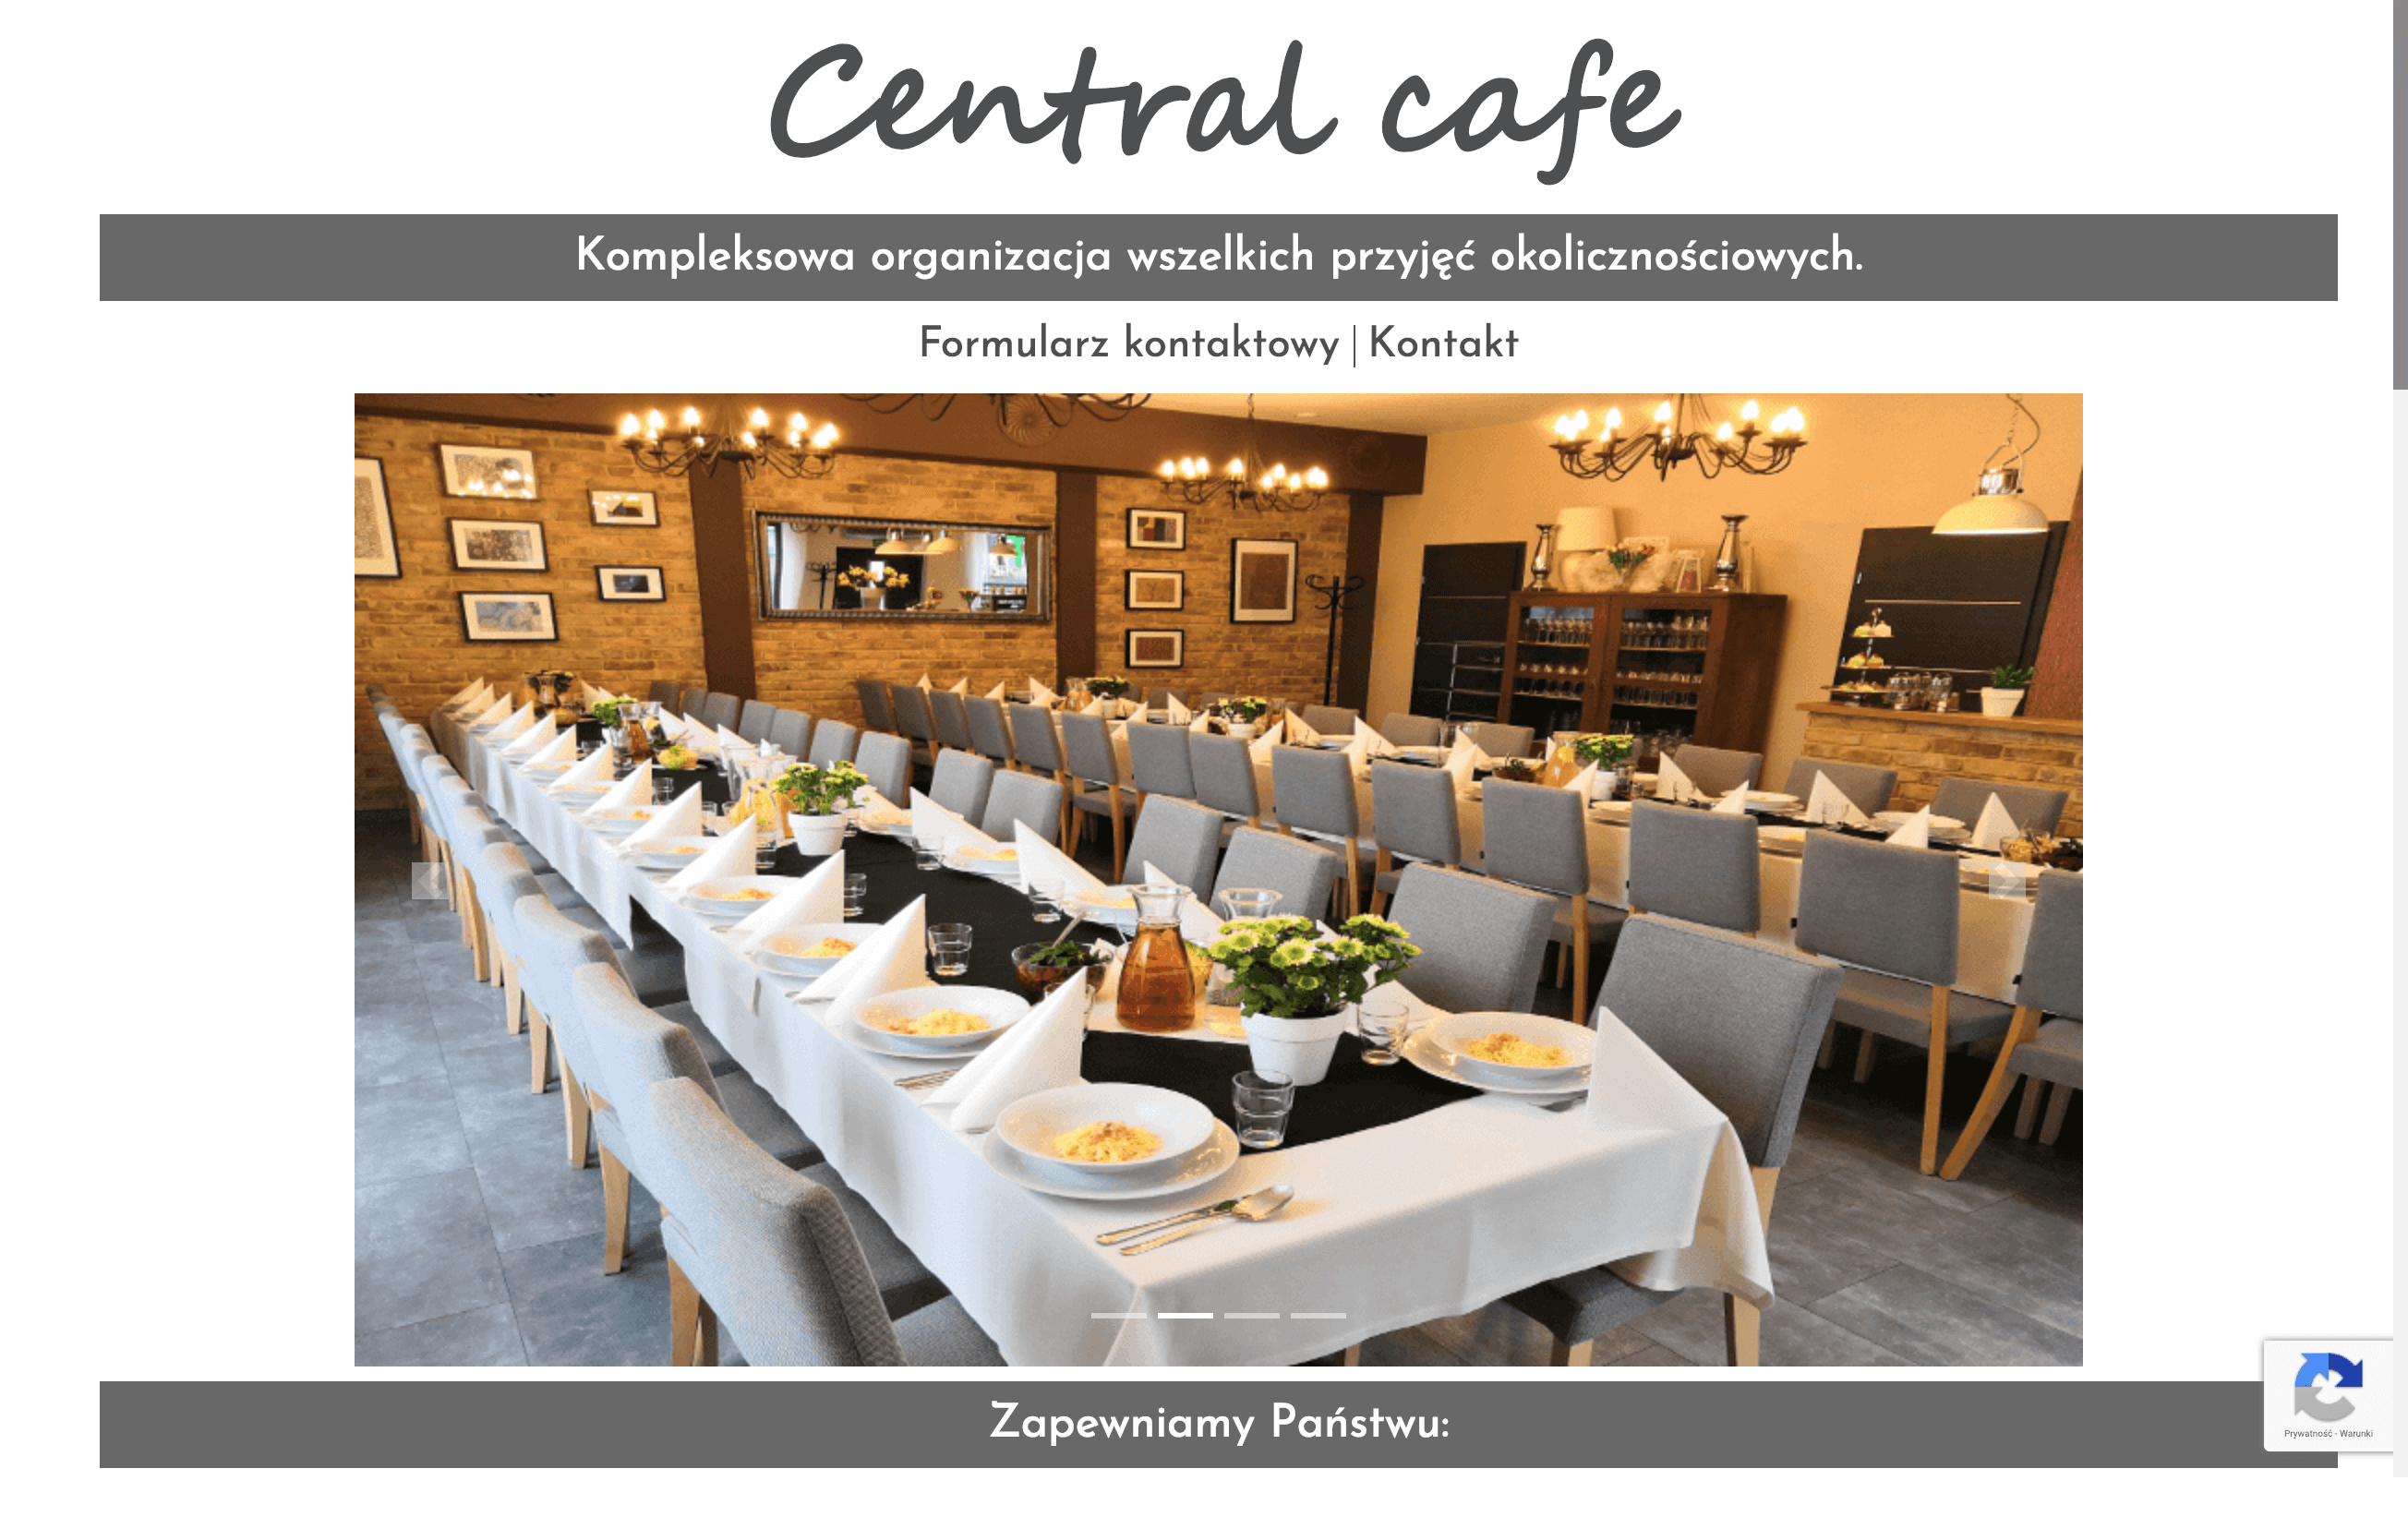 Central cafe
Kompleksowa organizacja wszelkich przyjęć okolicznościowych.
Formularz kontaktowy | Kontakt
Zapewniamy Państwu:
Prywatność - Warunki